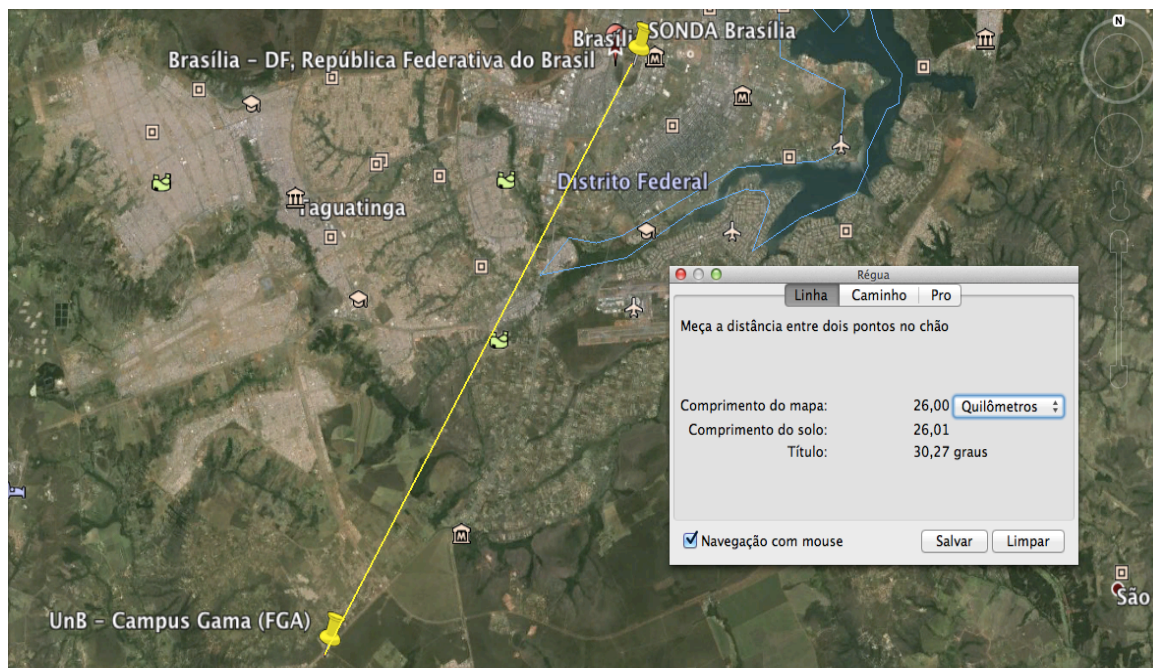 N
Brasíli
SONDA Brasília
Brasília – DF, República Federativa do Brasil
Distrito Federal
Taguatinga
Régua
Linha Caminho Pro
Meça a distância entre dois pontos no chão
Comprimento do mapa: 26,00 Quilômetros
Comprimento do solo: 26,01
Título: 30,27 graus
Navegação com mouse Salvar Limpar
São
UnB – Campus Gama (FGA)